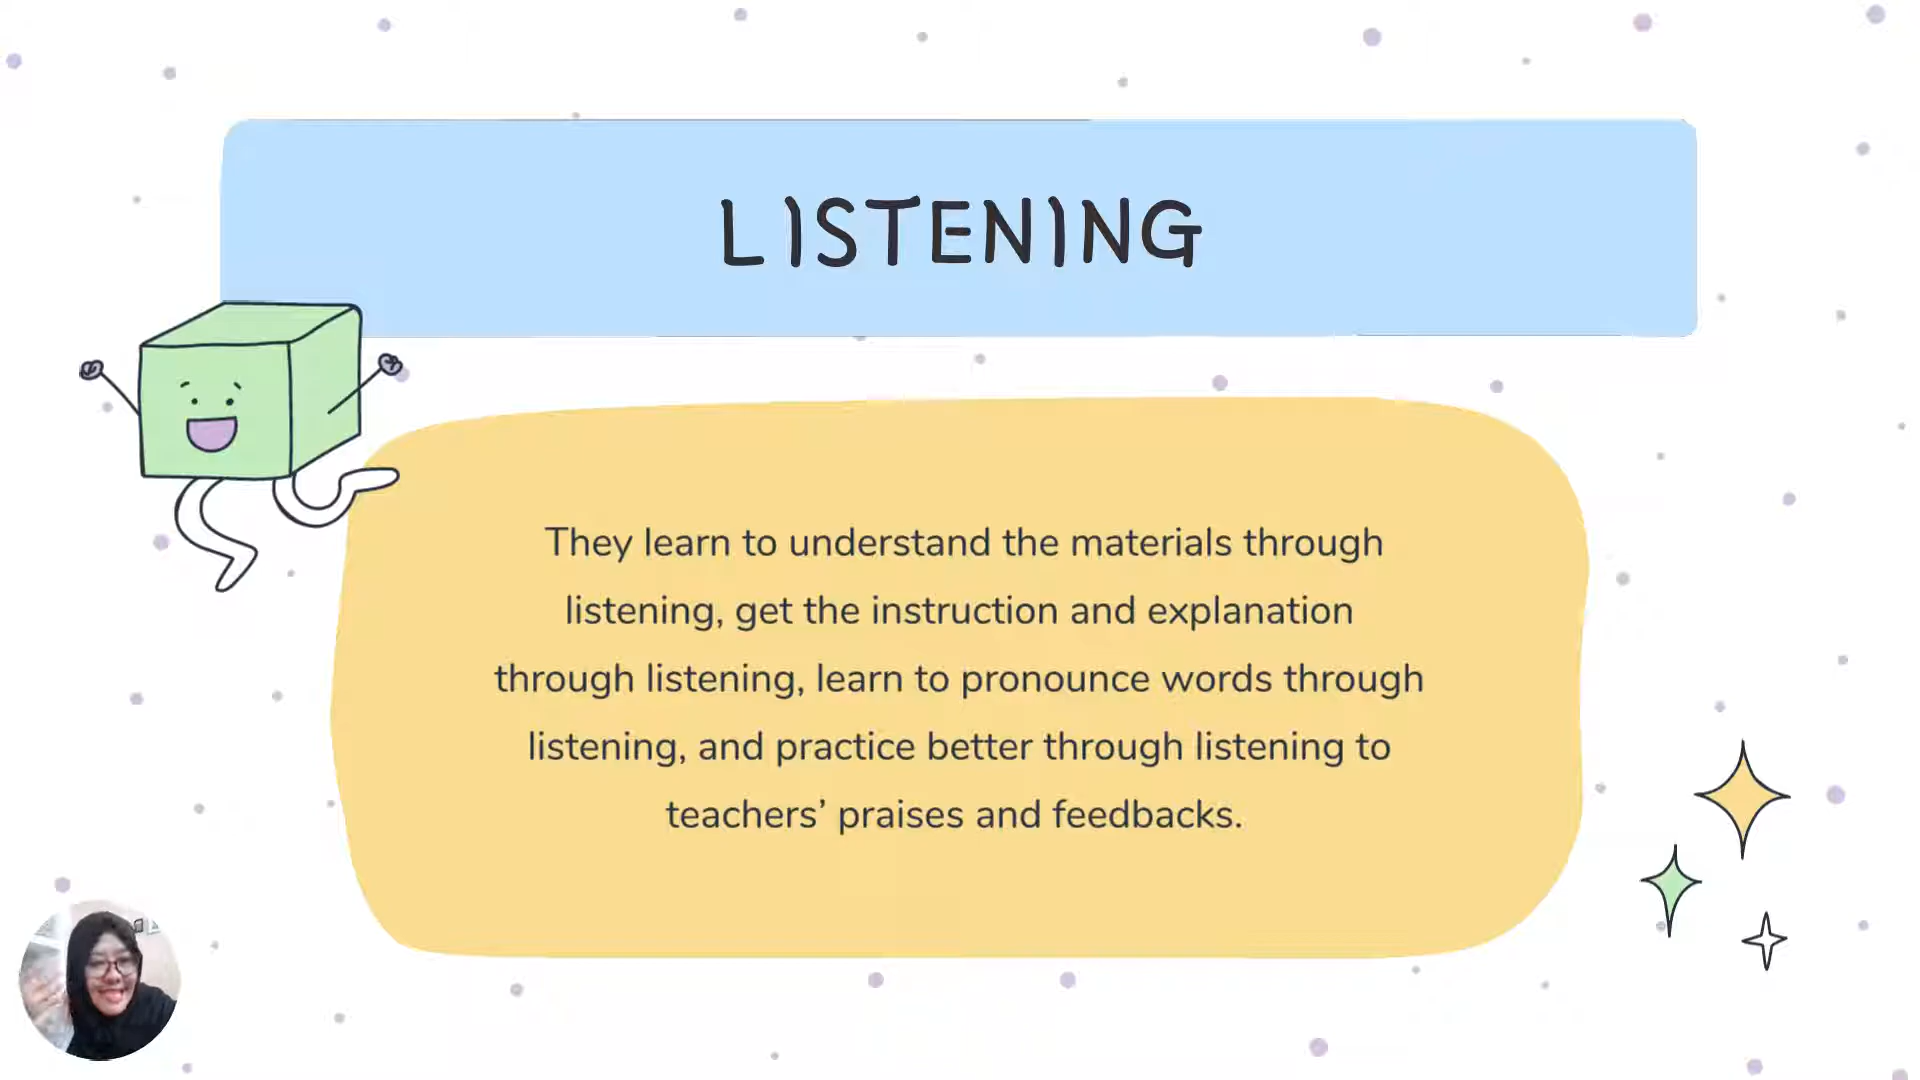 LISTENING
They learn to understand the materials through
listening, get the instruction and explanation
through listening, learn to pronounce words through
listening, and practice better through listening to
teachers’ praises and feedbacks.